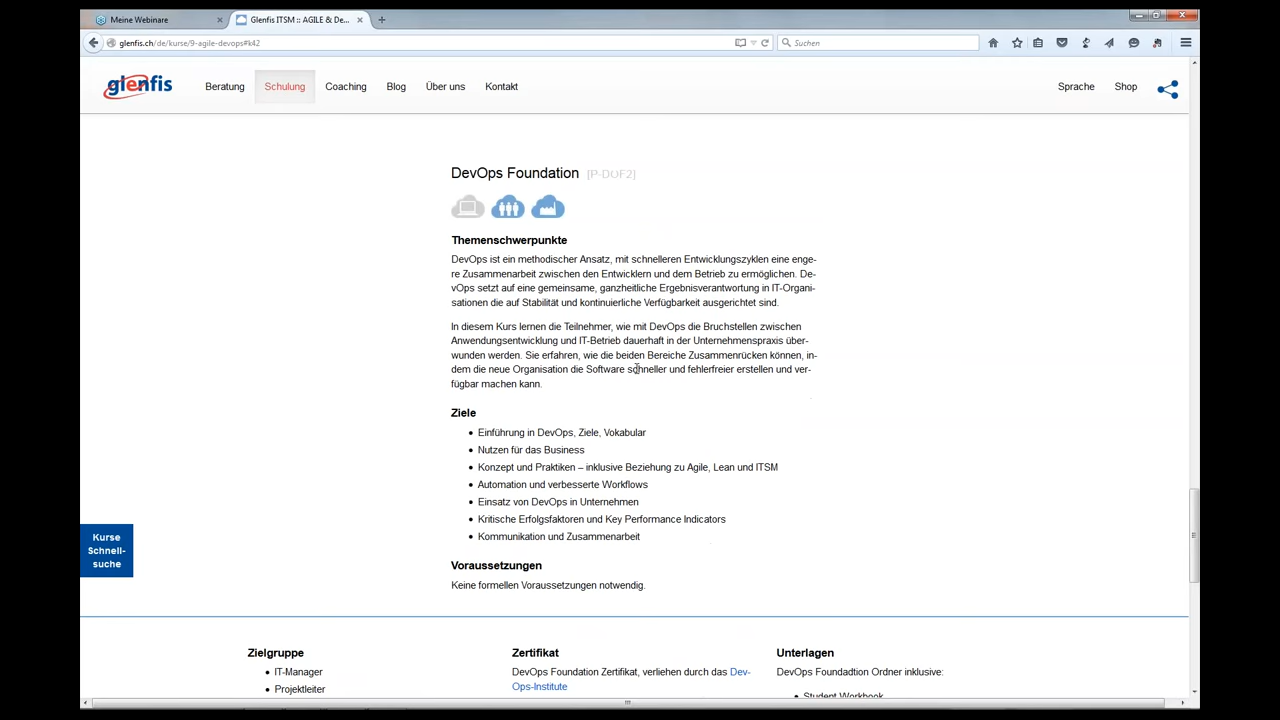 Meine Webinare
Glenfis ITSM :: AGILE & De...
glenfis.ch/de/kurse/9-agile-devops#k42
Suchen
glenfis
Beratung
Schulung
Coaching
Blog
Über uns
Kontakt
Sprache
Shop
DevOps Foundation [P-DOF2]
Themenschwerpunkte
DevOps ist ein methodischer Ansatz, mit schnelleren Entwicklungszyklen eine enge-
re Zusammenarbeit zwischen den Entwicklern und dem Betrieb zu ermöglichen. De-
vOps setzt auf eine gemeinsame, ganzheitliche Ergebnisverantwortung in IT-Organi-
sationen die auf Stabilität und kontinuierliche Verfügbarkeit ausgerichtet sind.
In diesem Kurs lernen die Teilnehmer, wie mit DevOps die Bruchstellen zwischen
Anwendungsentwicklung und IT-Betrieb dauerhaft in der Unternehmenspraxis über-
wunden werden. Sie erfahren, wie die beiden Bereiche Zusammenrücken können, in-
dem die neue Organisation die Software schneller und fehlerfreier erstellen und ver-
fügbar machen kann.
Ziele
• Einführung in DevOps, Ziele, Vokabular
• Nutzen für das Business
• Konzept und Praktiken – inklusive Beziehung zu Agile, Lean und ITSM
• Automation und verbesserte Workflows
• Einsatz von DevOps in Unternehmen
• Kritische Erfolgsfaktoren und Key Performance Indicators
• Kommunikation und Zusammenarbeit
Voraussetzungen
Keine formellen Voraussetzungen notwendig.
Kurse
Schnell-
suche
Zielgruppe
• IT-Manager
• Projektleiter
Zertifikat
DevOps Foundation Zertifikat, verliehen durch das Dev-
Ops-Institute
Unterlagen
DevOps Foundadtion Ordner inklusive:
• Student Workbook